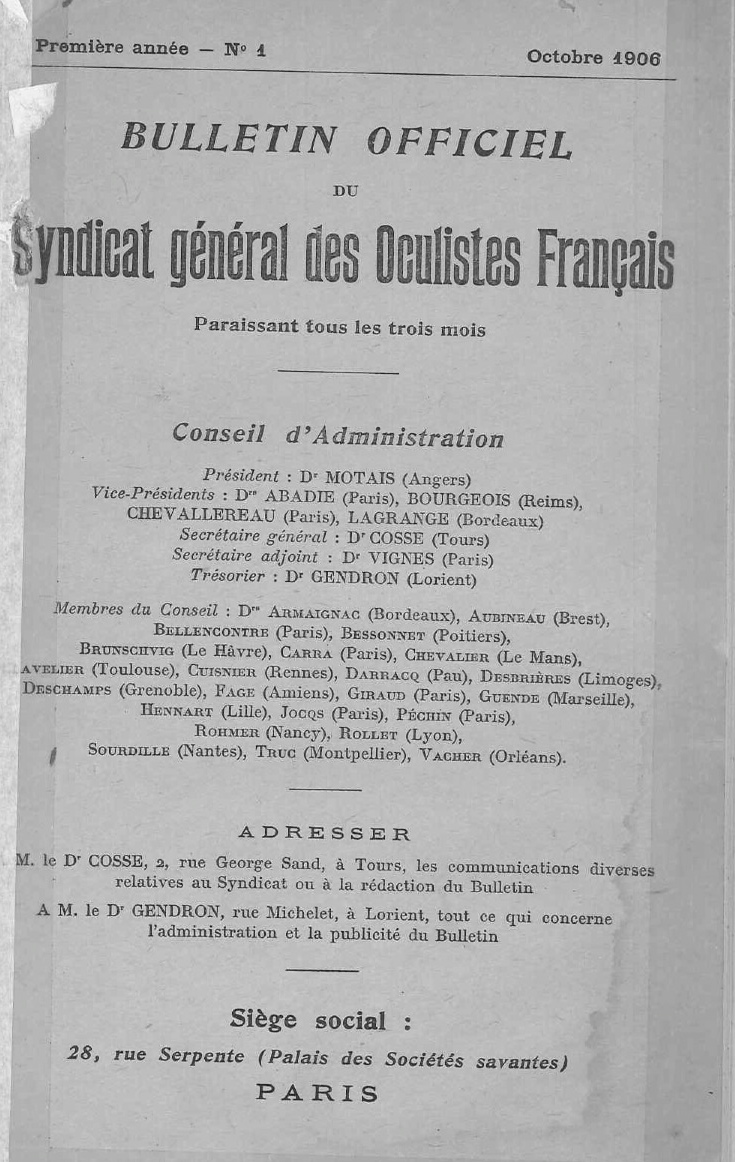 Première année — Nº 1
Octobre 1906
BULLETIN OFFICIEL
DU
Syndicat général des Oculistes Français
Paraissant tous les trois mois
Conseil d'Administration
Président : Dr MOTAIS (Angers)
Vice-Présidents : Drs ABADIE (Paris), BOURGEOIS (Reims),
CHEVALLEREAU (Paris), LAGRANGE (Bordeaux)
Secrétaire général : Dr COSSE (Tours)
Secrétaire adjoint : Dr VIGNES (Paris)
Trésorier : Dr GENDRON (Lorient)
Membres du Conseil : Drs ARMAIGNAC (Bordeaux), AUBINEAU (Brest),
BELLENCONTRE (Paris), BESSONNET (Poitiers),
BRUNSCHVIG (Le Hâvre), CARRA (Paris), CHEVALIER (Le Mans),
AVELIER (Toulouse), CUISNIER (Rennes), DARRACQ (Pau), DESBRIÈRES (Limoges),
DESCHAMPS (Grenoble), FAGE (Amiens), GIRAUD (Paris), GUENDE (Marseille),
HENNART (Lille), JOCQS (Paris), PÉCHIN (Paris),
ROHMER (Nancy), ROLLET (Lyon),
SOURDILLE (Nantes), TRUC (Montpellier), VACHER (Orléans).
ADRESSER
M. le Dr COSSE, 2, rue George Sand, à Tours, les communications diverses
relatives au Syndicat ou à la rédaction du Bulletin
A M. le Dr GENDRON, rue Michelet, à Lorient, tout ce qui concerne
l'administration et la publicité du Bulletin
Siège social :
28, rue Serpente (Palais des Sociétés savantes)
PARIS